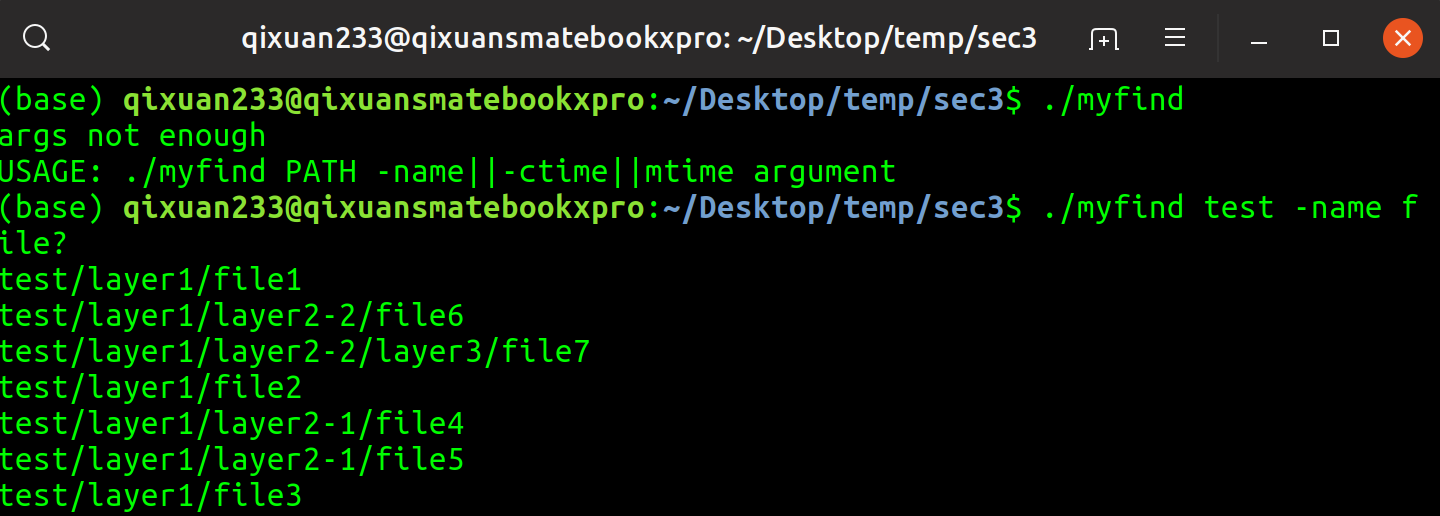 qixuan233@qixuansmatebookxpro: ~/Desktop/temp/sec3
(base) qixuan233@qixuansmatebookxpro:~/Desktop/temp/sec3$ ./myfind
args not enough
USAGE: ./myfind PATH -name||-ctime||mtime argument
(base) qixuan233@qixuansmatebookxpro:~/Desktop/temp/sec3$ ./myfind test -name f
ile?
test/layer1/file1
test/layer1/layer2-2/file6
test/layer1/layer2-2/layer3/file7
test/layer1/file2
test/layer1/layer2-1/file4
test/layer1/layer2-1/file5
test/layer1/file3